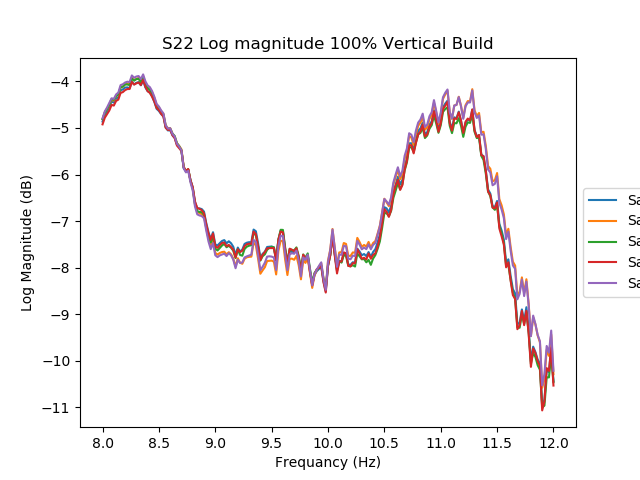 S22 Log magnitude 100% Vertical Build
Log Magnitude (dB)
−4
−5
−6
−7
−8
−9
−10
−11
8.0 8.5 9.0 9.5 10.0 10.5 11.0 11.5 12.0
Frequancy (Hz)
Sa
Sa
Sa
Sa
Sa